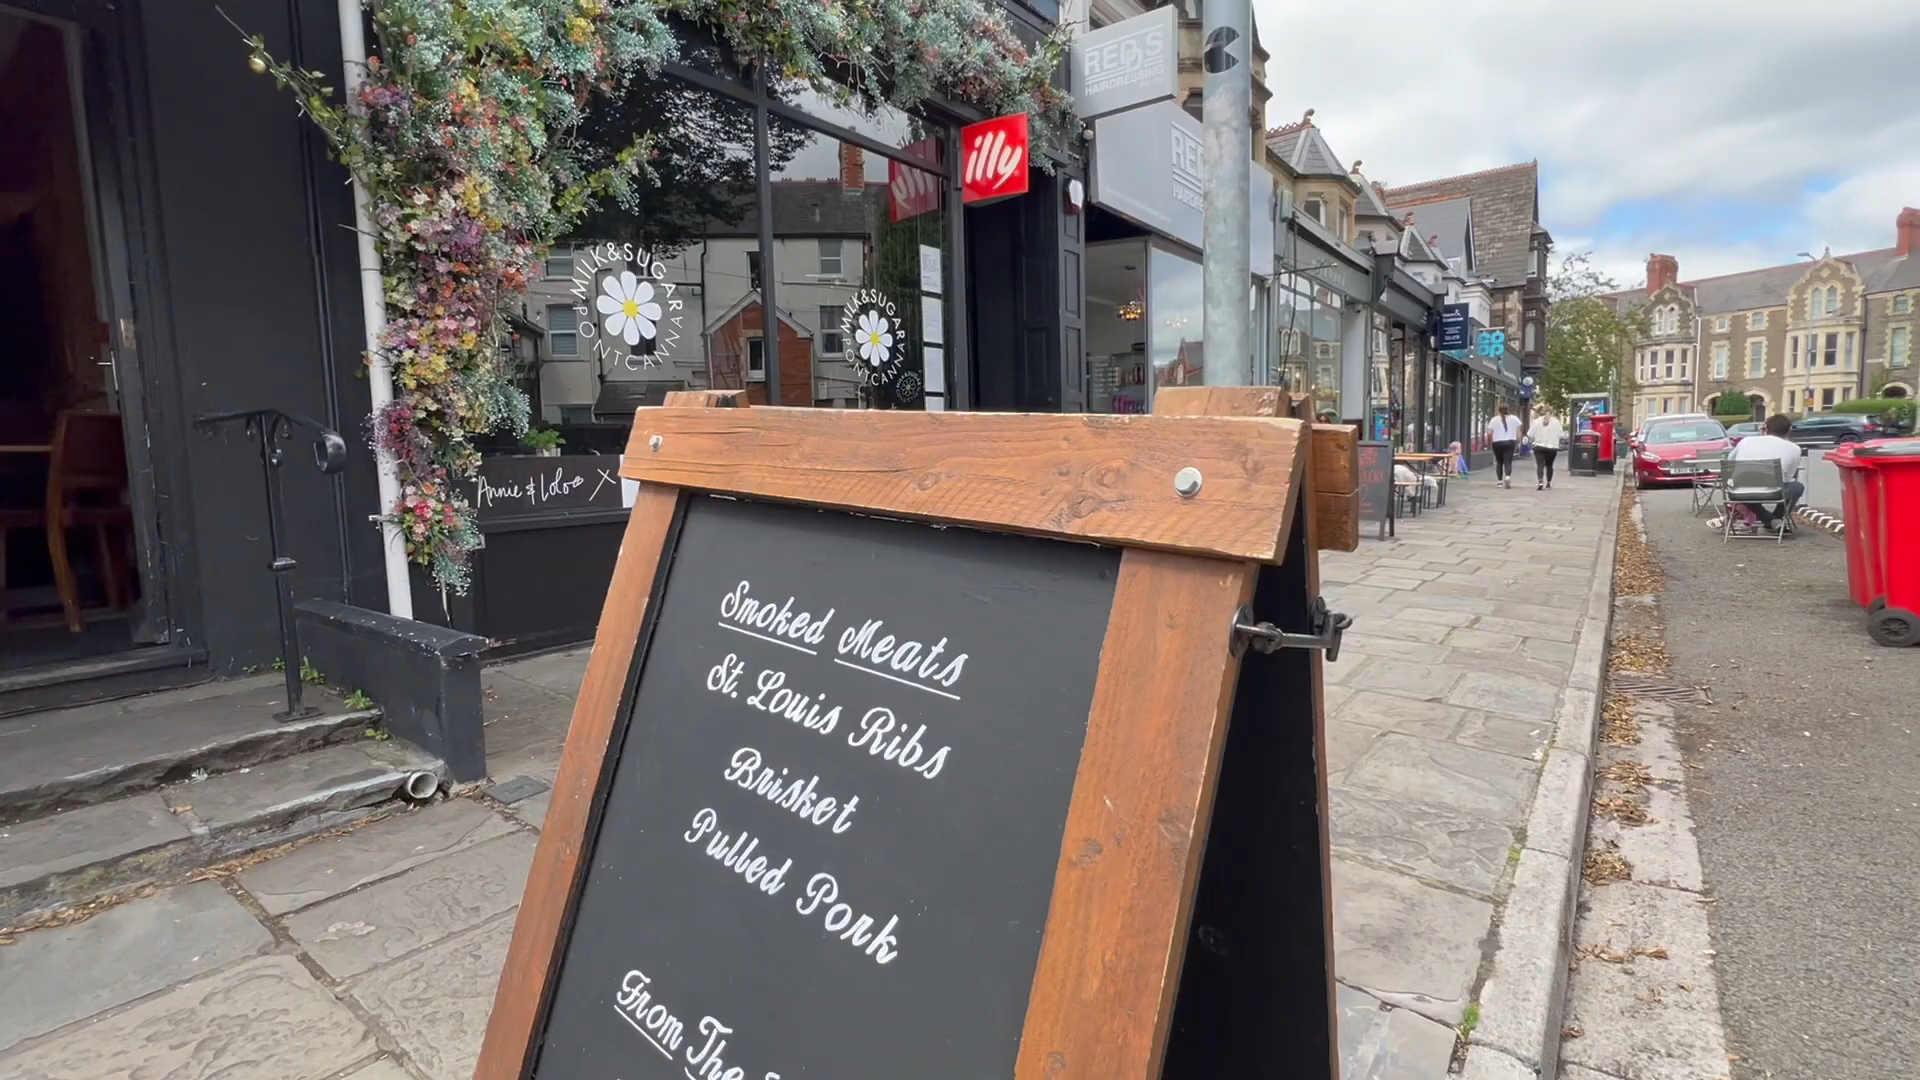 REDS
HAIRDRESSING
illy
MILK&SUGAR
PONTCANNA
MILK&SUGAR
PONTCANNA
Annie & Lolo X
CO
OP
Smoked Meats
St. Louis Ribs
Brisket
Pulled Pork
From The